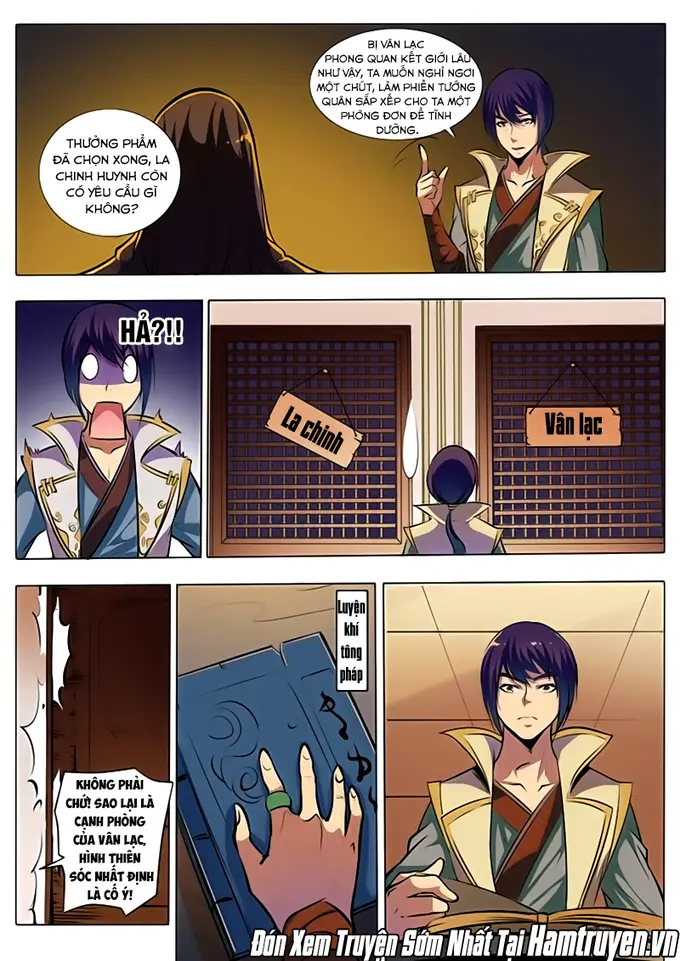 BỊ VÂN LẠC
PHONG QUAN KẾT GIỚI LÂU
NHƯ VẬY, TA MUỐN NGHỈ NGƠI
MỘT CHÚT, LÀM PHIỀN TƯỚNG
QUÂN SẮP XẾP CHO TA MỘT
PHÒNG ĐƠN ĐỂ TĨNH
DƯỠNG.
THƯỞNG PHẨM
ĐÃ CHỌN XONG, LA
CHINH HUYNH CÒN
CÓ YÊU CẦU GÌ
KHÔNG?
HẢ?!!
La chinh
Vân lạc
Luyện
khí
tông
pháp
KHÔNG PHẢI
CHỨ! SAO LẠI LÀ
CẠNH PHÒNG
CỦA VÂN LẠC,
HÌNH THIÊN
SÓC NHẤT ĐỊNH
LÀ CỐ Ý!
Đón Xem Truyện Sớm Nhất Tại Hamtruyen.vn